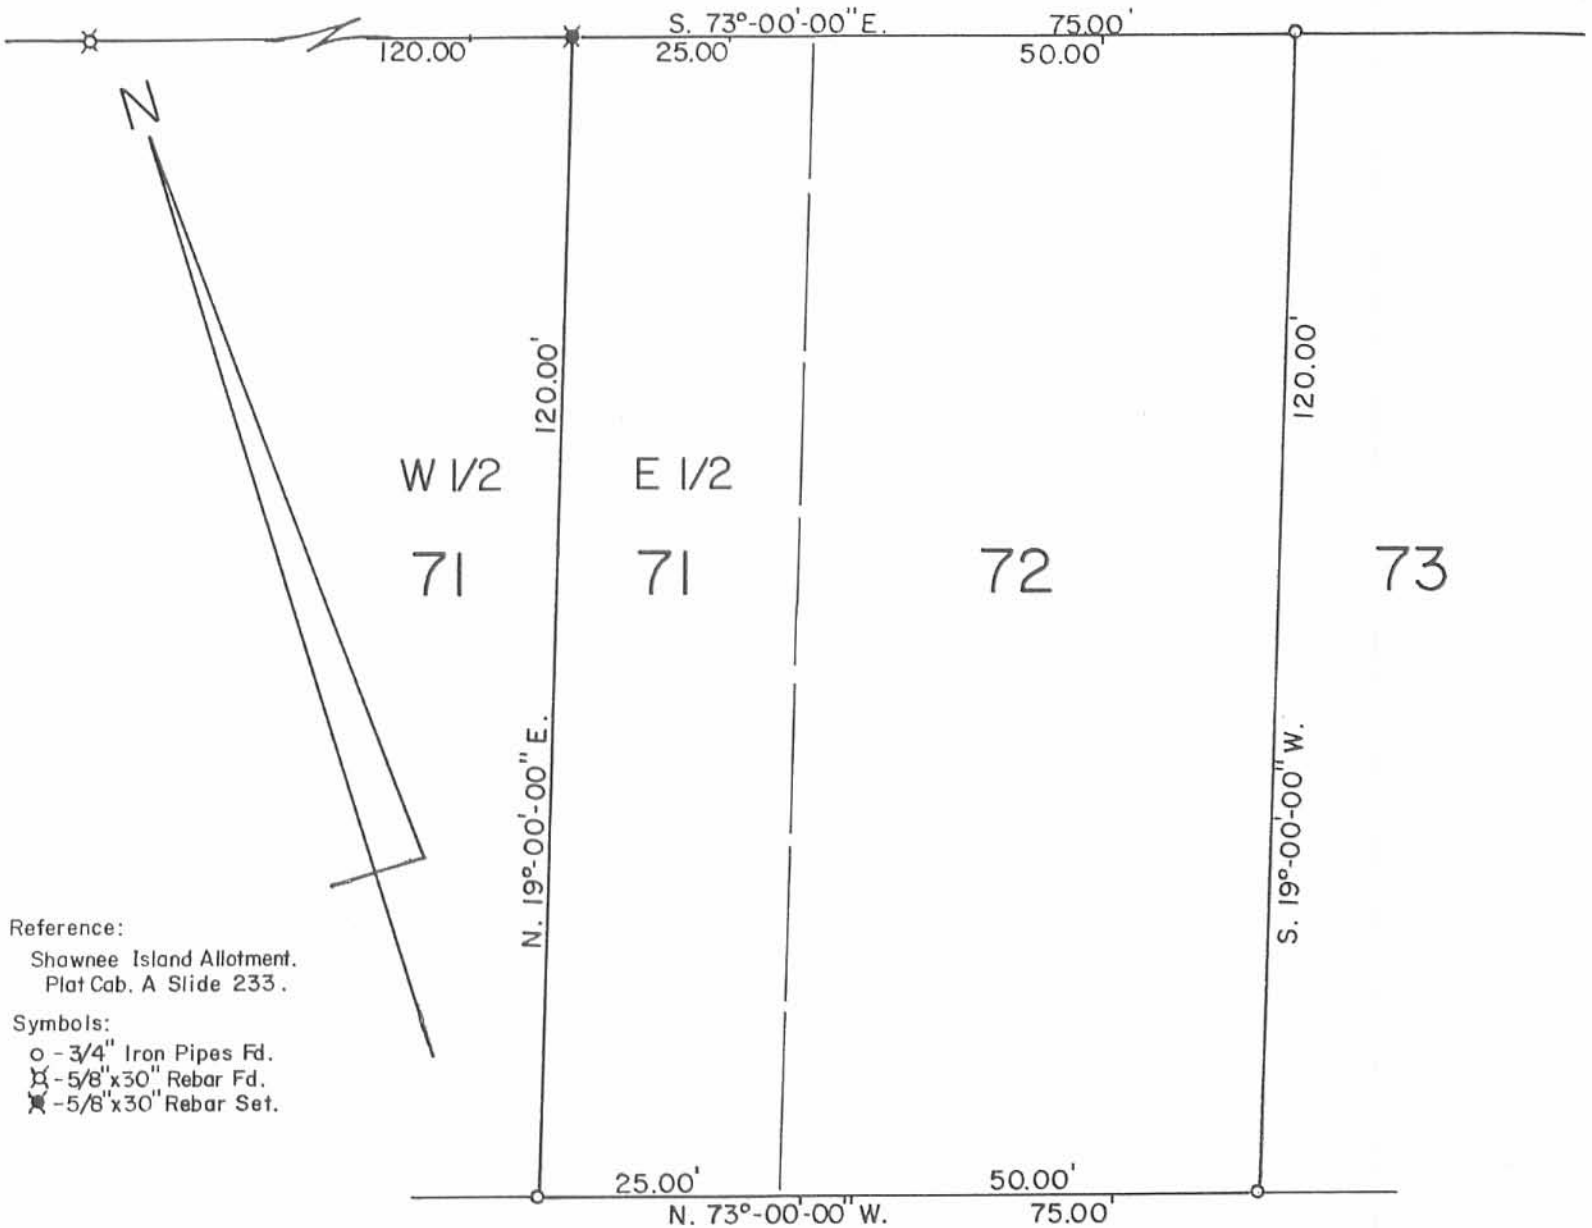 S. 73°-00'-00" E. 75.00'
120.00' 25.00' 50.00'
N
120.00'
120.00'
W 1/2 E 1/2
71 71 72 73
N. 19°-00'-00" E.
S. 19°-00'-00" W.
Reference:
Shawnee Island Allotment.
Plat Cab. A Slide 233.
Symbols:
o - 3/4" Iron Pipes Fd.
- 5/8"x30" Rebar Fd.
- 5/8"x30" Rebar Set.
25.00' 50.00'
N. 73°-00'-00" W. 75.00'